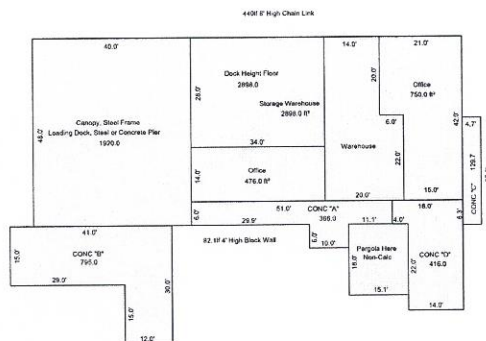 449lf 6' High Chain Link
40.0'
14.0'
21.0'
Dock Height Floor
2898.0
Storage Warehouse
2898.0 ft²
28.0'
20.0'
Office
750.0 ft²
Canopy, Steel Frame
Loading Dock, Steel or Concrete Pier
1920.0
48.0'
6.0'
42.0'
4.7'
34.0'
Warehouse
22.0'
CONC "C"
129.7
14.0'
Office
476.0 ft²
20.0'
15.0'
6.0'
51.0'
CONC "A"
18.0'
6.3'
29.9'
11.1'
4.0'
41.0'
82.1lf 4' High Block Wall
6.0'
10.0'
15.0'
CONC "B"
795.0
30.0'
18.0'
Pergola Here
Non-Calc
22.0'
CONC "D"
416.0
29.0'
15.0'
15.1'
14.0'
12.0'